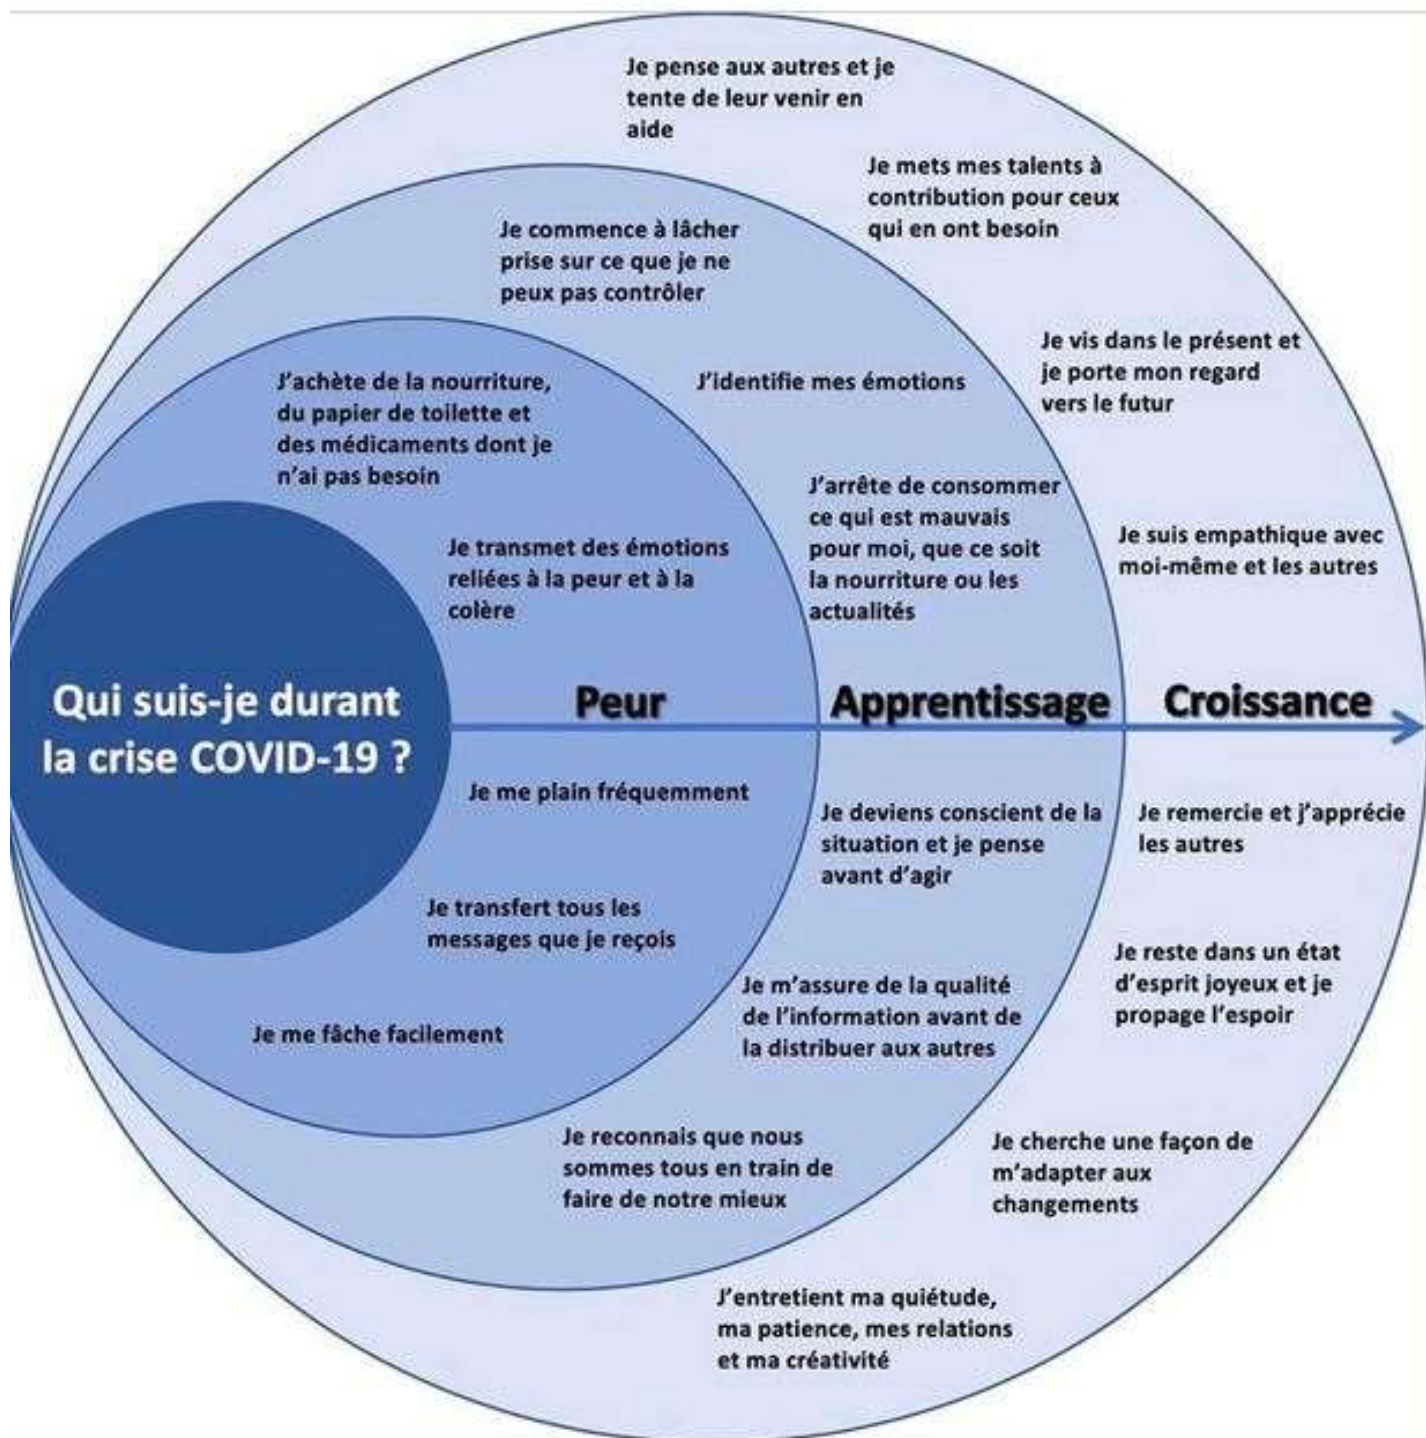 Je pense aux autres et je
tente de leur venir en
aide
Je mets mes talents à
contribution pour ceux
qui en ont besoin
Je commence à lâcher
prise sur ce que je ne
peux pas contrôler
Je vis dans le présent et
je porte mon regard
vers le futur
J'identifie mes émotions
J'achète de la nourriture,
du papier de toilette et
des médicaments dont je
n'ai pas besoin
J'arrête de consommer
ce qui est mauvais
pour moi, que ce soit
la nourriture ou les
actualités
Je suis empathique avec
moi-même et les autres
Je transmet des émotions
reliées à la peur et à la
colère
Qui suis-je durant
la crise COVID-19 ?
Peur
Apprentissage
Croissance
Je me plain fréquemment
Je deviens conscient de la
situation et je pense
avant d'agir
Je remercie et j'apprécie
les autres
Je transfert tous les
messages que je reçois
Je reste dans un état
d'esprit joyeux et je
propage l'espoir
Je m'assure de la qualité
de l'information avant de
la distribuer aux autres
Je me fâche facilement
Je reconnais que nous
sommes tous en train de
faire de notre mieux
Je cherche une façon de
m'adapter aux
changements
J'entretient ma quiétude,
ma patience, mes relations
et ma créativité